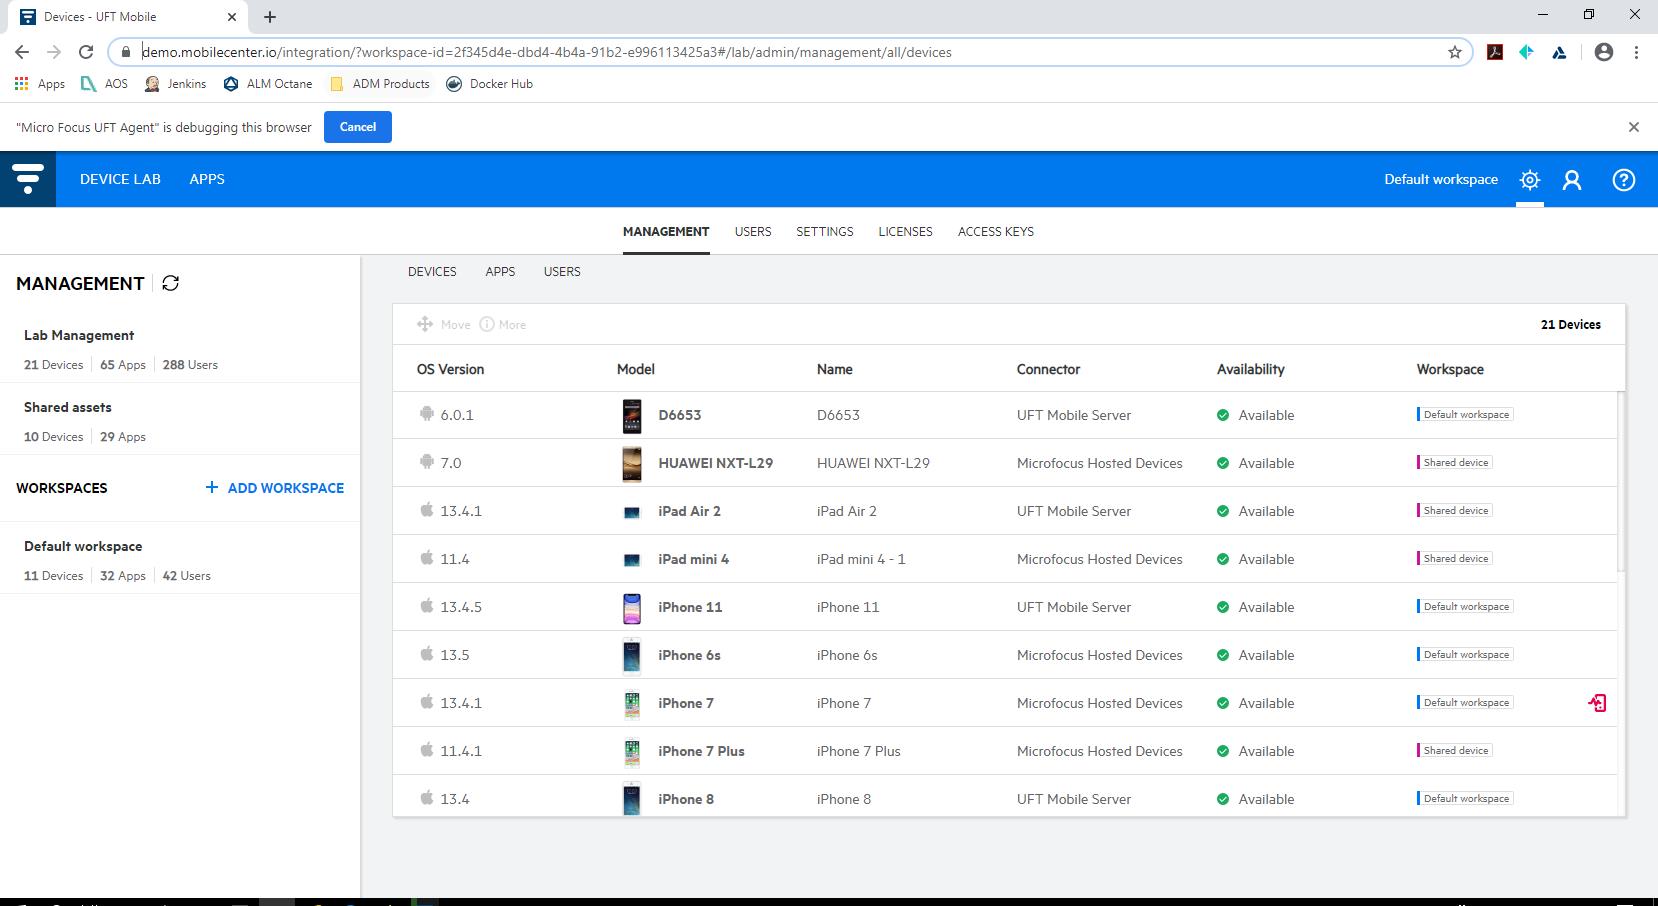 Devices - UFT Mobile
demo.mobilecenter.io/integration/?workspace-id=2f345d4e-dbd4-4b4a-91b2-e996113425a3#/lab/admin/management/all/devices
Apps AOS Jenkins ALM Octane ADM Products Docker Hub
"Micro Focus UFT Agent" is debugging this browser Cancel
DEVICE LAB APPS Default workspace
MANAGEMENT USERS SETTINGS LICENSES ACCESS KEYS
DEVICES APPS USERS
MANAGEMENT
Lab Management
21 Devices 65 Apps 288 Users
Shared assets
10 Devices 29 Apps
WORKSPACES + ADD WORKSPACE
Default workspace
11 Devices 32 Apps 42 Users
Move More 21 Devices
OS Version Model Name Connector Availability Workspace
6.0.1 D6653 D6653 UFT Mobile Server Available Default workspace
7.0 HUAWEI NXT-L29 HUAWEI NXT-L29 Microfocus Hosted Devices Available Shared device
13.4.1 iPad Air 2 iPad Air 2 UFT Mobile Server Available Shared device
11.4 iPad mini 4 iPad mini 4 - 1 Microfocus Hosted Devices Available Shared device
13.4.5 iPhone 11 iPhone 11 UFT Mobile Server Available Default workspace
13.5 iPhone 6s iPhone 6s Microfocus Hosted Devices Available Default workspace
13.4.1 iPhone 7 iPhone 7 Microfocus Hosted Devices Available Default workspace
11.4.1 iPhone 7 Plus iPhone 7 Plus Microfocus Hosted Devices Available Shared device
13.4 iPhone 8 iPhone 8 UFT Mobile Server Available Default workspace